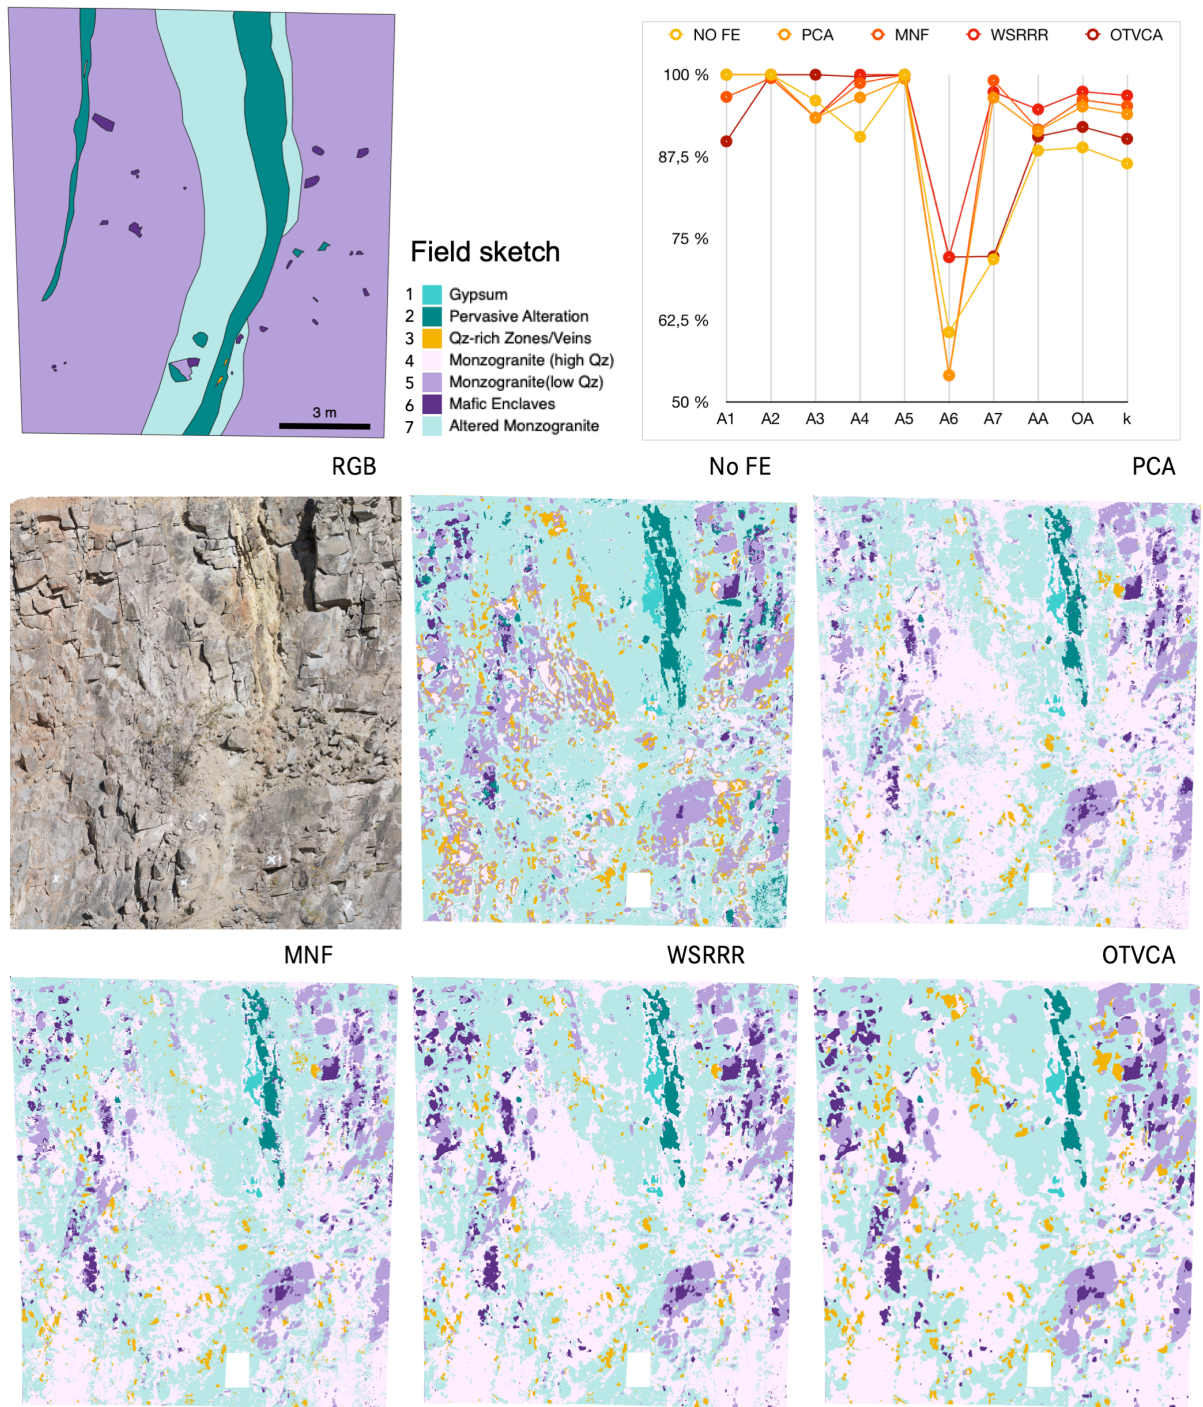 NO FE PCA MNF WSRRR OTVCA
100 %
87,5 %
75 %
62,5 %
50 %
A1 A2 A3 A4 A5 A6 A7 AA OA k
3 m
Field sketch
1 Gypsum
2 Pervasive Alteration
3 Qz-rich Zones/Veins
4 Monzogranite (high Qz)
5 Monzogranite(low Qz)
6 Mafic Enclaves
7 Altered Monzogranite
RGB No FE PCA
MNF WSRRR OTVCA